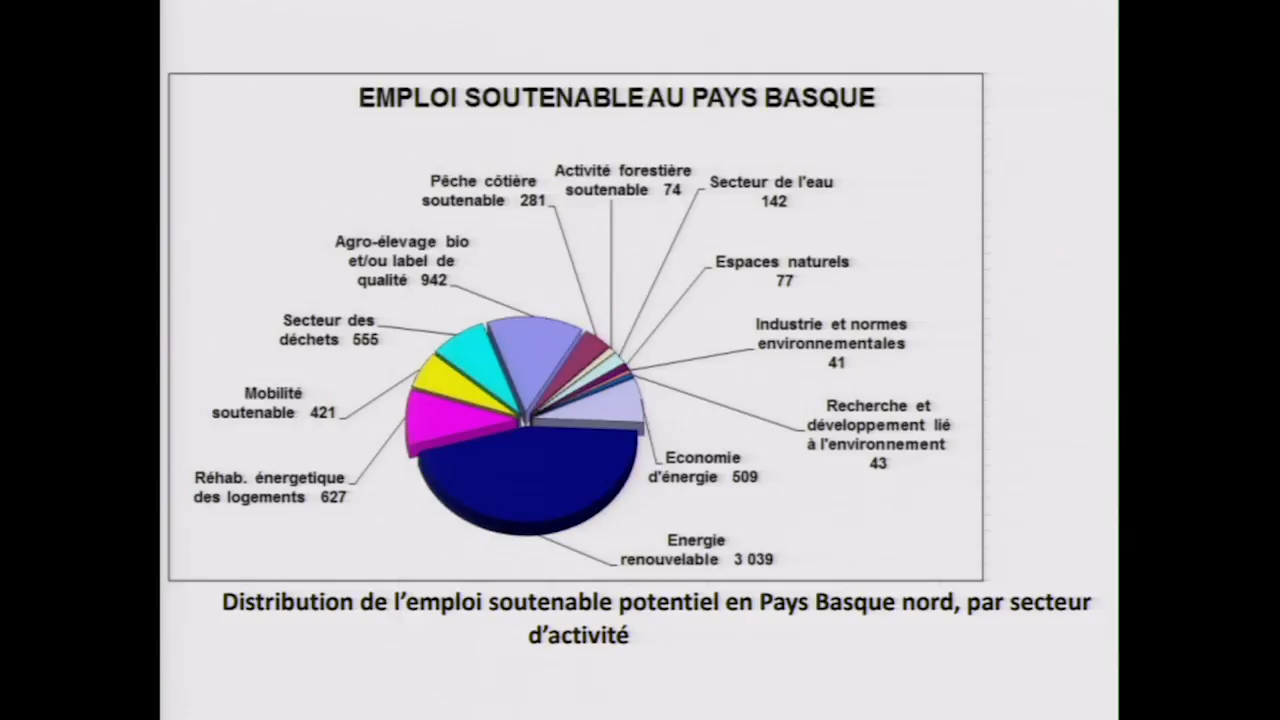 EMPLOI SOUTENABLEAU PAYS BASQUE
Pêche côtière
soutenable 281
Activité forestière
soutenable 74
Secteur de l'eau
142
Agro-élevage bio
et/ou label de
qualité 942
Espaces naturels
77
Secteur des
déchets 555
Industrie et normes
environnementales
41
Mobilité
soutenable 421
Recherche et
développement lié
à l'environnement
43
Réhab. énergetique
des logements 627
Economie
d'énergie 509
Energie
renouvelable 3 039
Distribution de l’emploi soutenable potentiel en Pays Basque nord, par secteur
d’activité